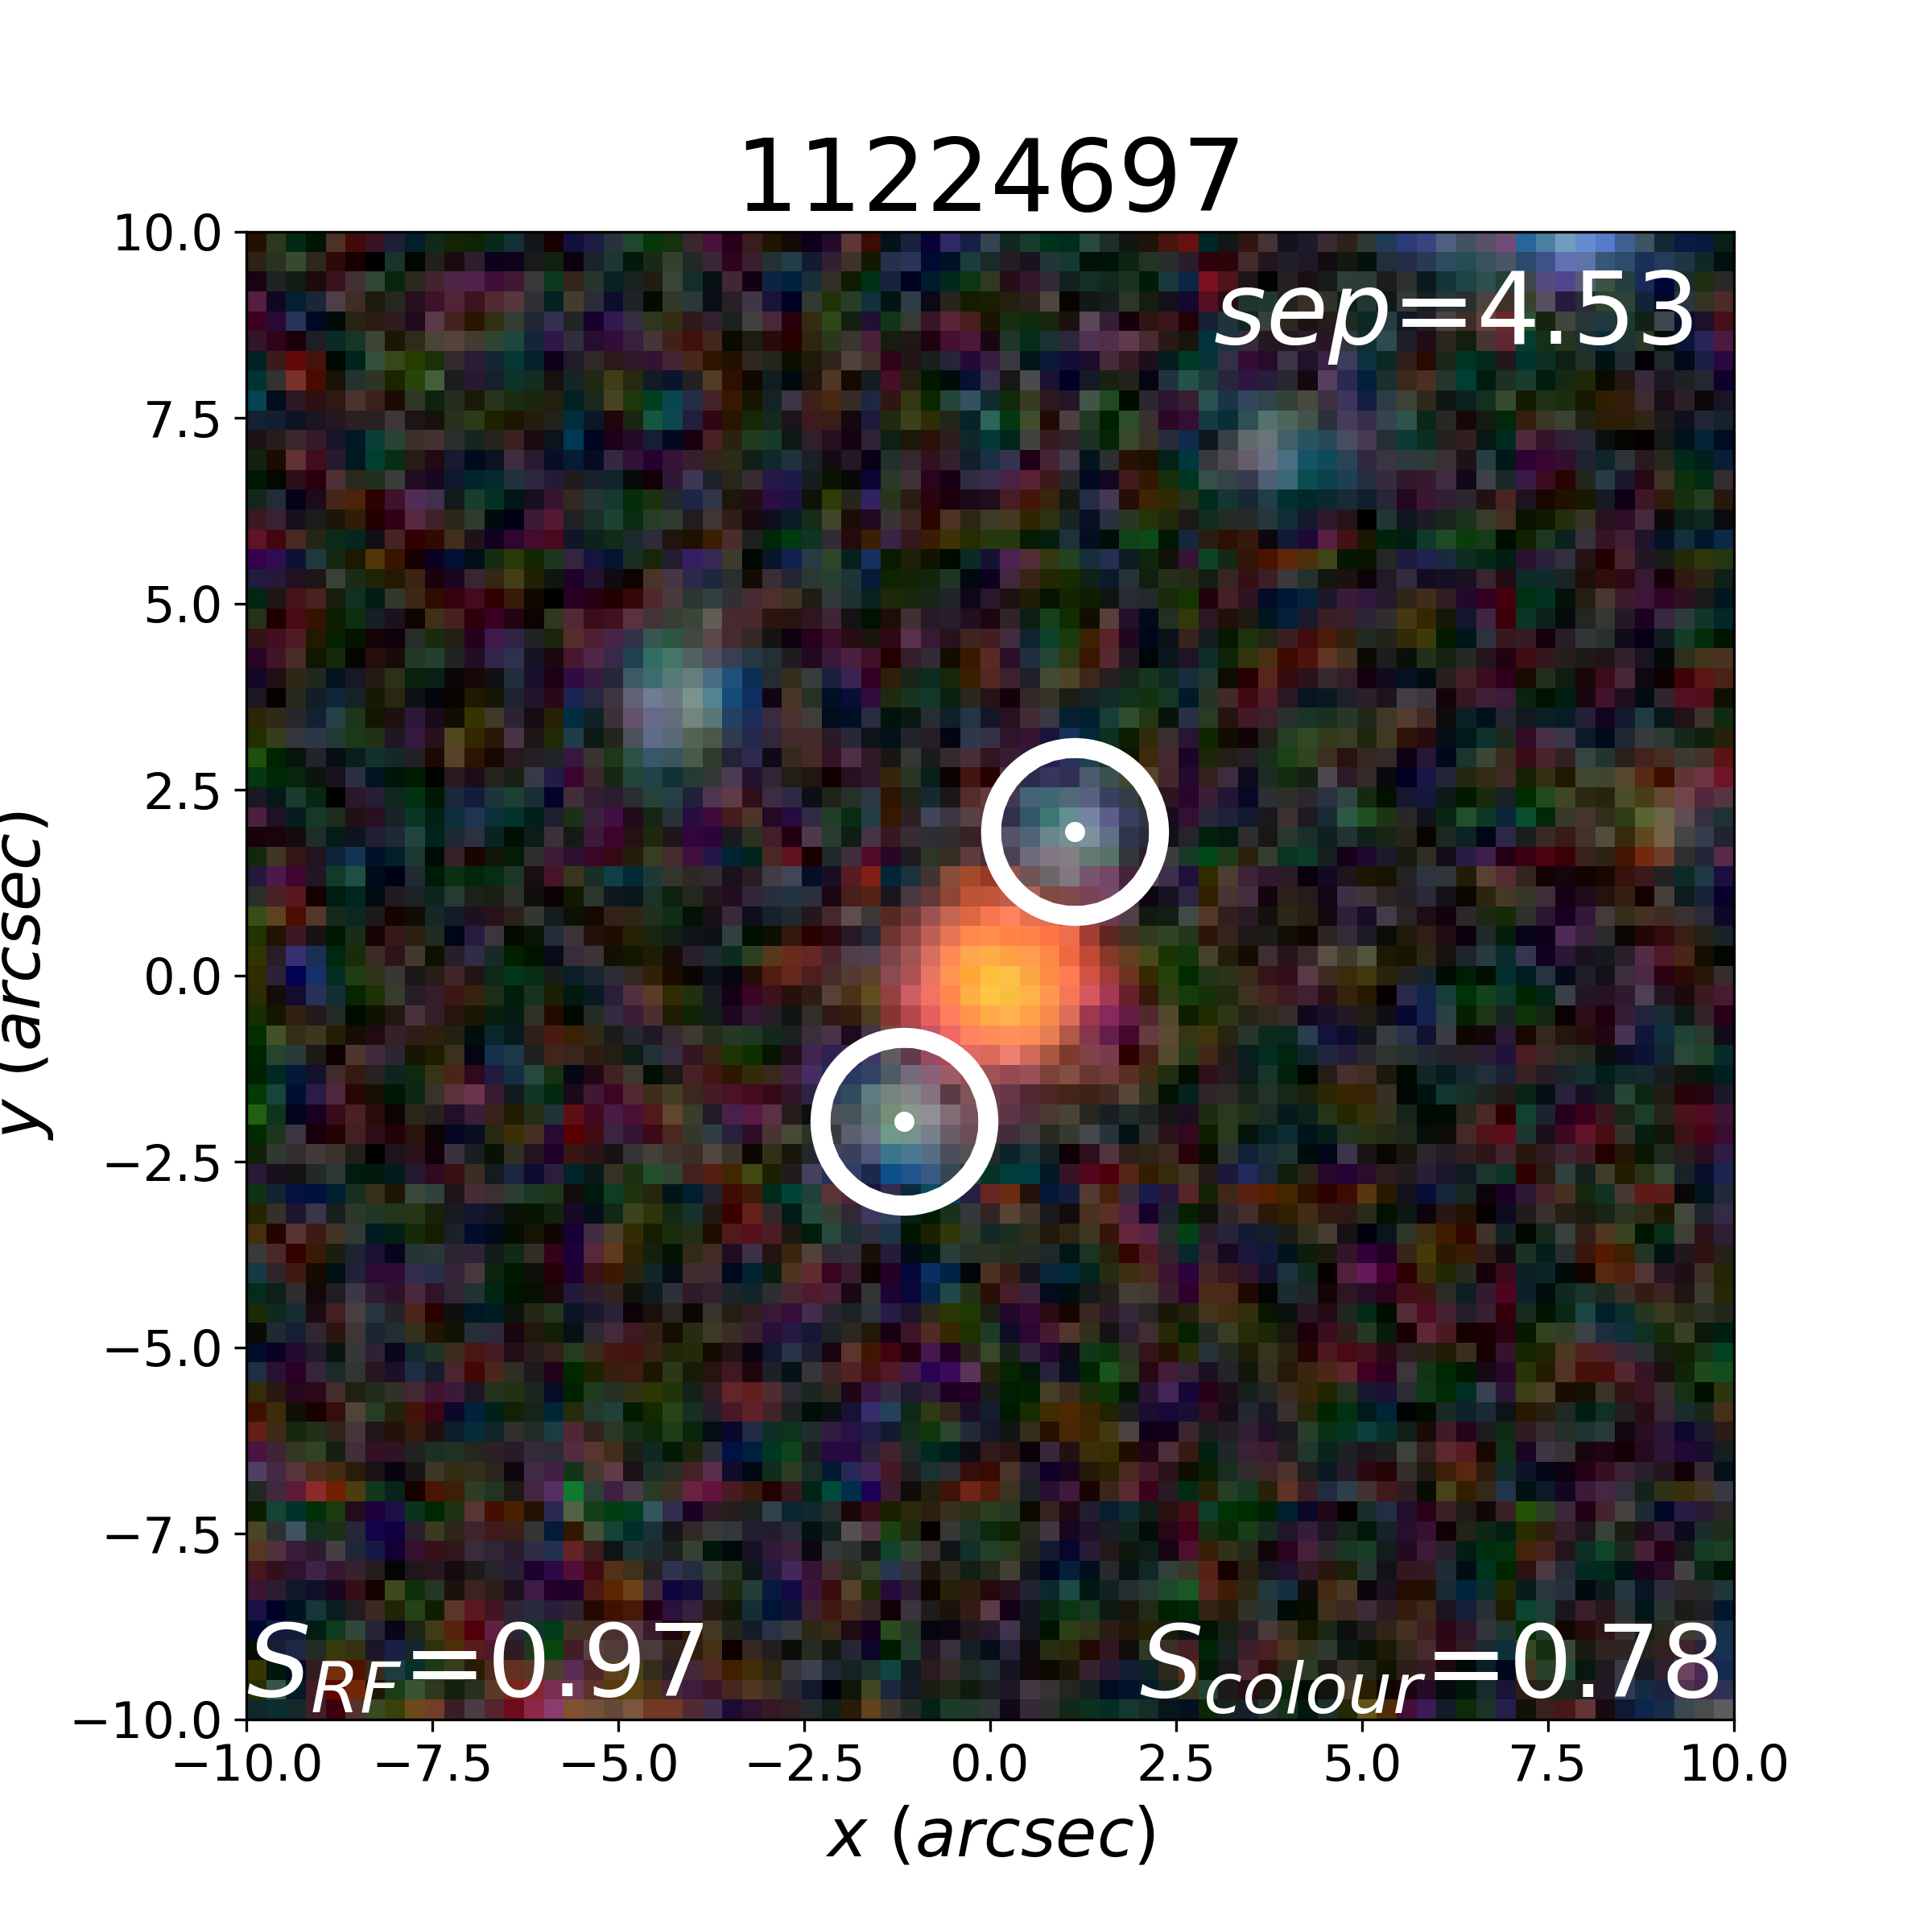 11224697
sep=4.53
10.0
7.5
5.0
2.5
0.0
−2.5
−5.0
−7.5
−10.0
y (arcsec)
S_RF=0.97
S_colour=0.78
−10.0 −7.5 −5.0 −2.5 0.0 2.5 5.0 7.5 10.0
x (arcsec)